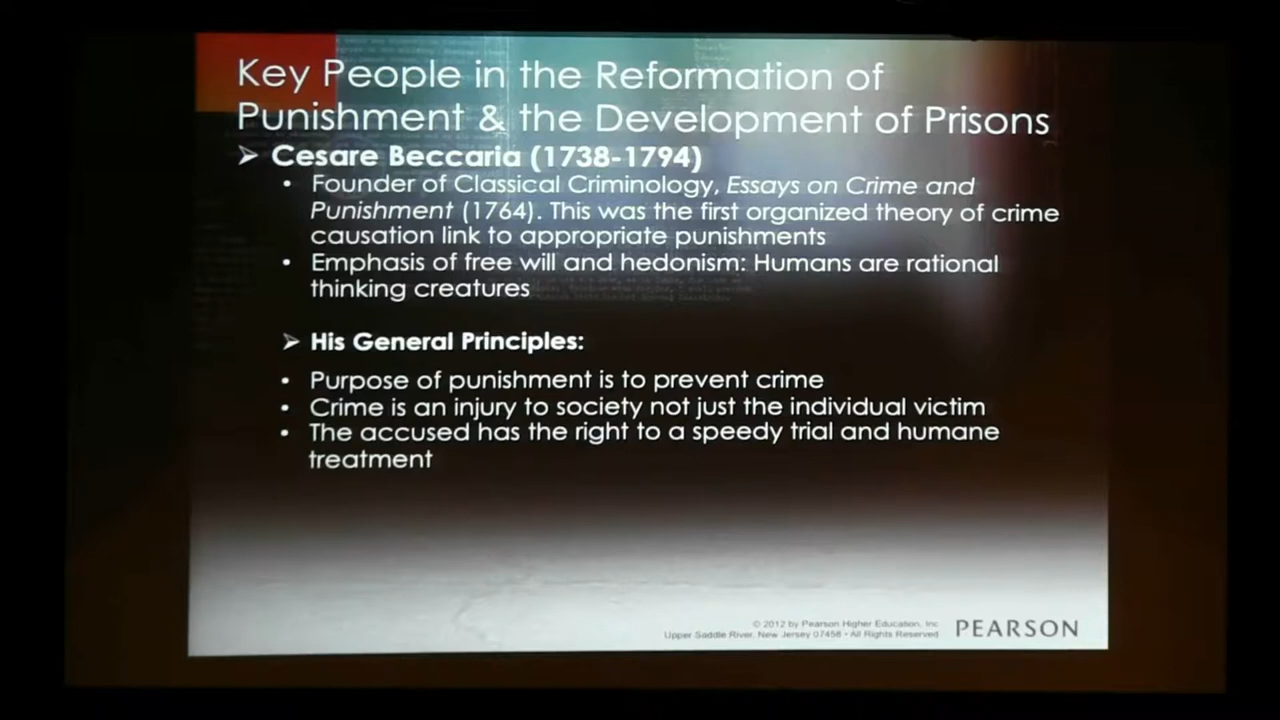 Key People in the Reformation of
Punishment & the Development of Prisons
➢ Cesare Beccaria (1738-1794)
• Founder of Classical Criminology, Essays on Crime and
Punishment (1764). This was the first organized theory of crime
causation link to appropriate punishments
• Emphasis of free will and hedonism: Humans are rational
thinking creatures
➢ His General Principles:
• Purpose of punishment is to prevent crime
• Crime is an injury to society not just the individual victim
• The accused has the right to a speedy trial and humane
treatment
© 2012 by Pearson Higher Education, Inc
Upper Saddle River, New Jersey 07458 • All Rights Reserved
PEARSON